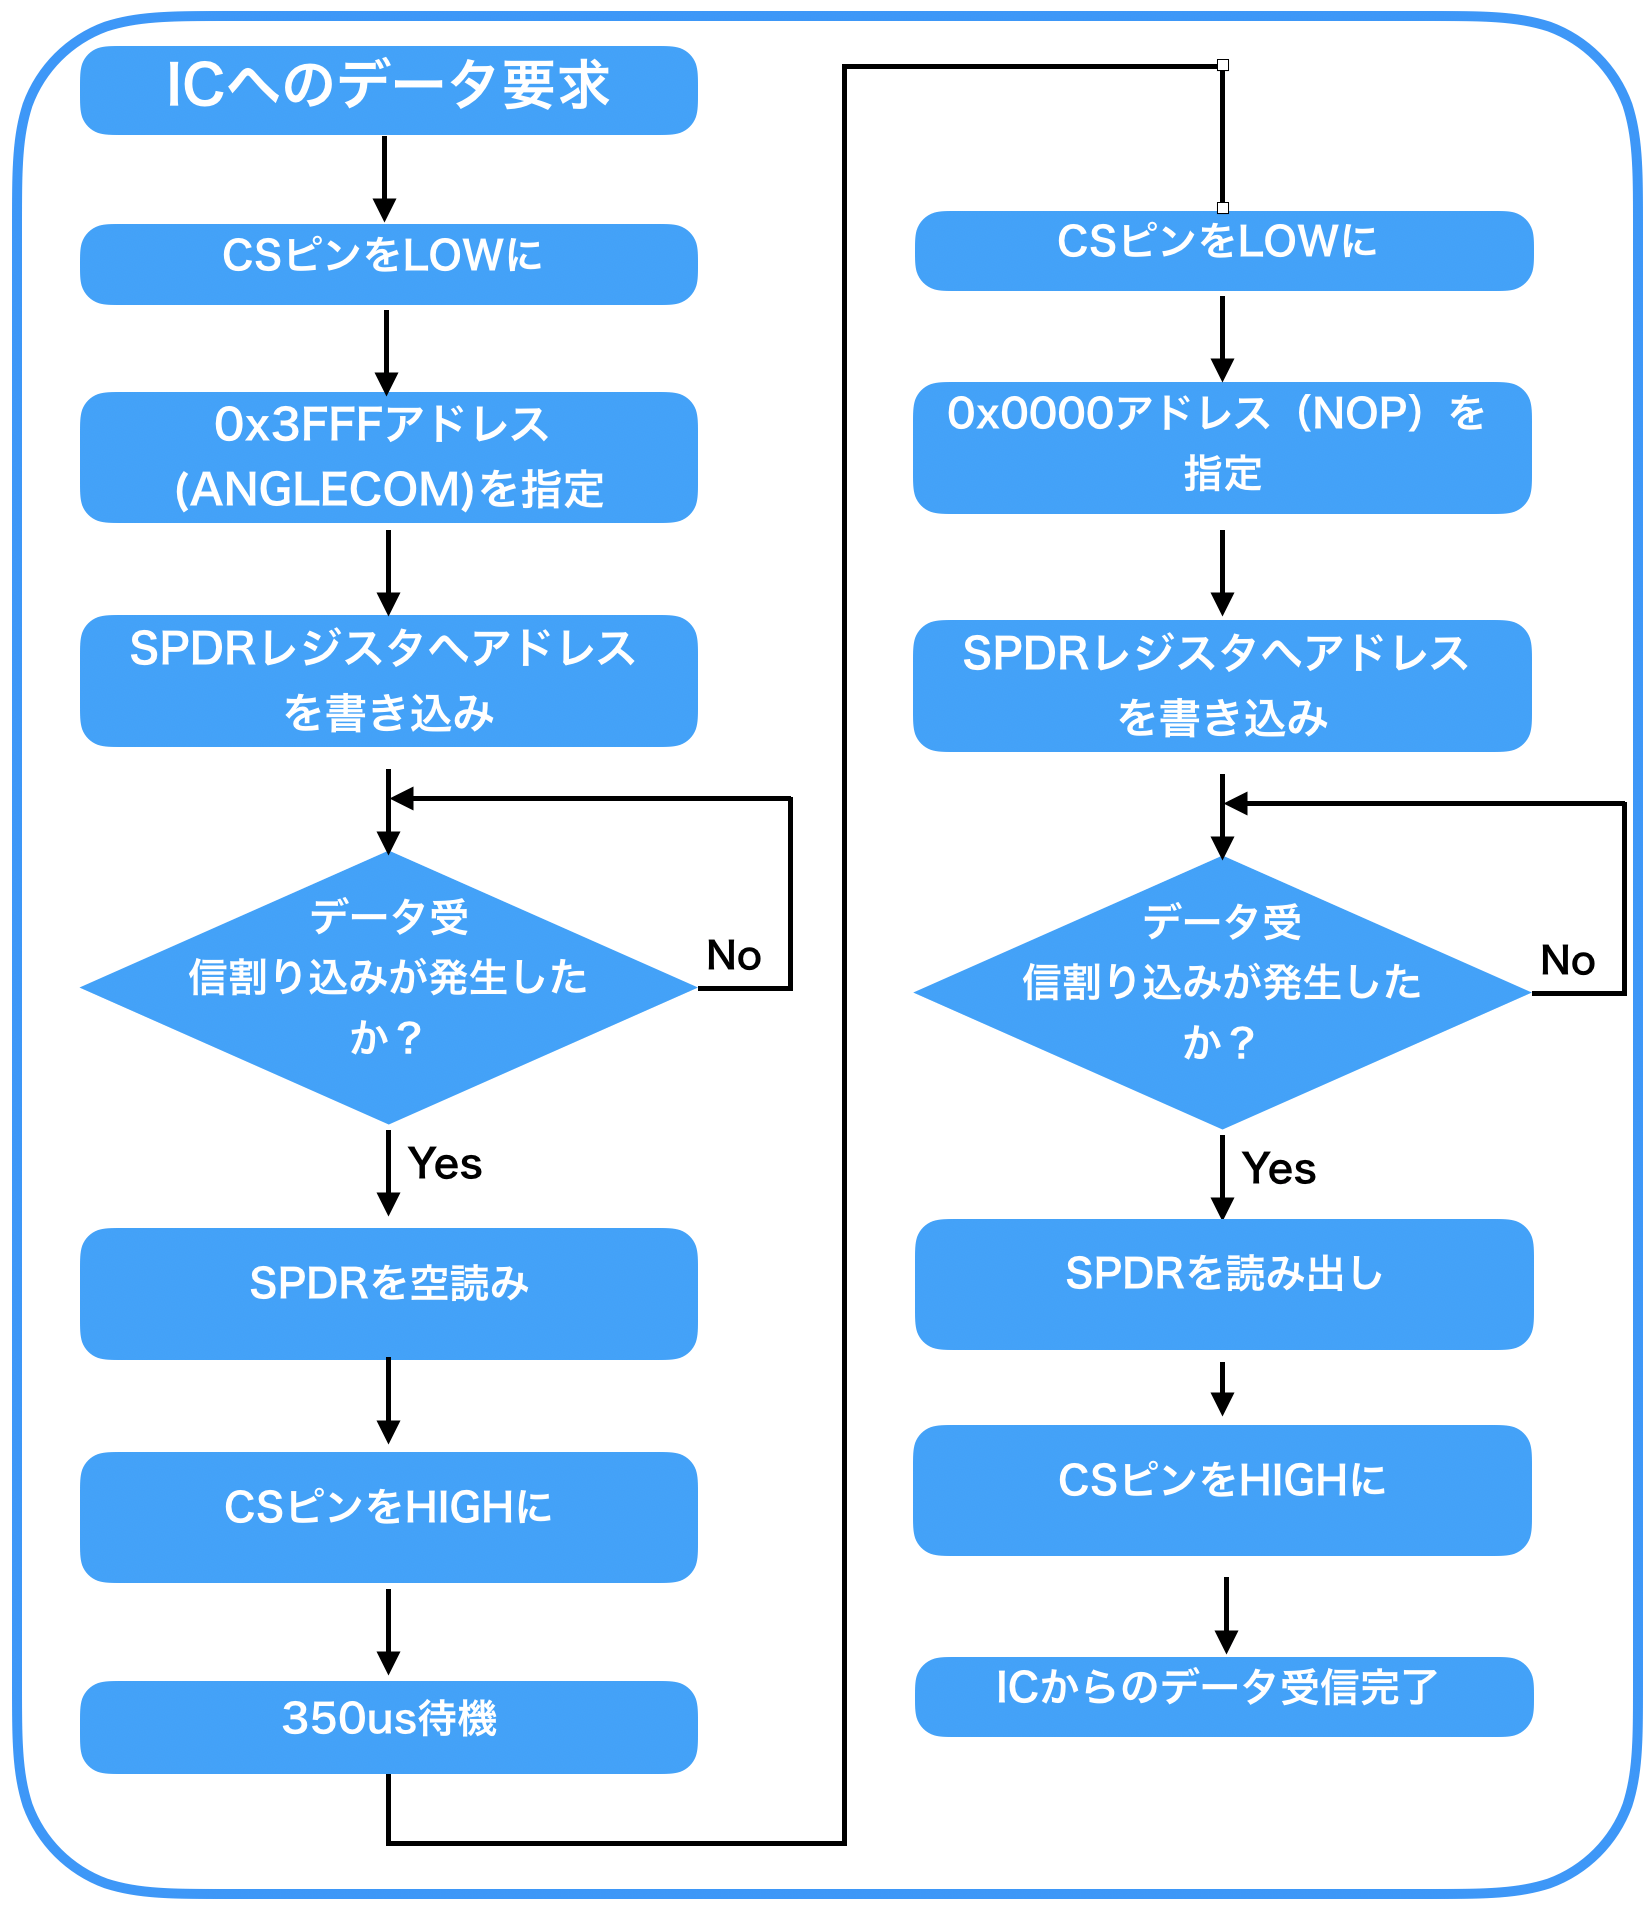 ICへのデータ要求
CSピンをLOWに
0x3FFFアドレス
(ANGLECOM)を指定
SPDRレジスタへアドレス
を書き込み
データ受
信割り込みが発生した
か？
No
Yes
SPDRを空読み
CSピンをHIGHに
350us待機
CSピンをLOWに
0x0000アドレス（NOP）を
指定
SPDRレジスタへアドレス
を書き込み
データ受
信割り込みが発生した
か？
No
Yes
SPDRを読み出し
CSピンをHIGHに
ICからのデータ受信完了